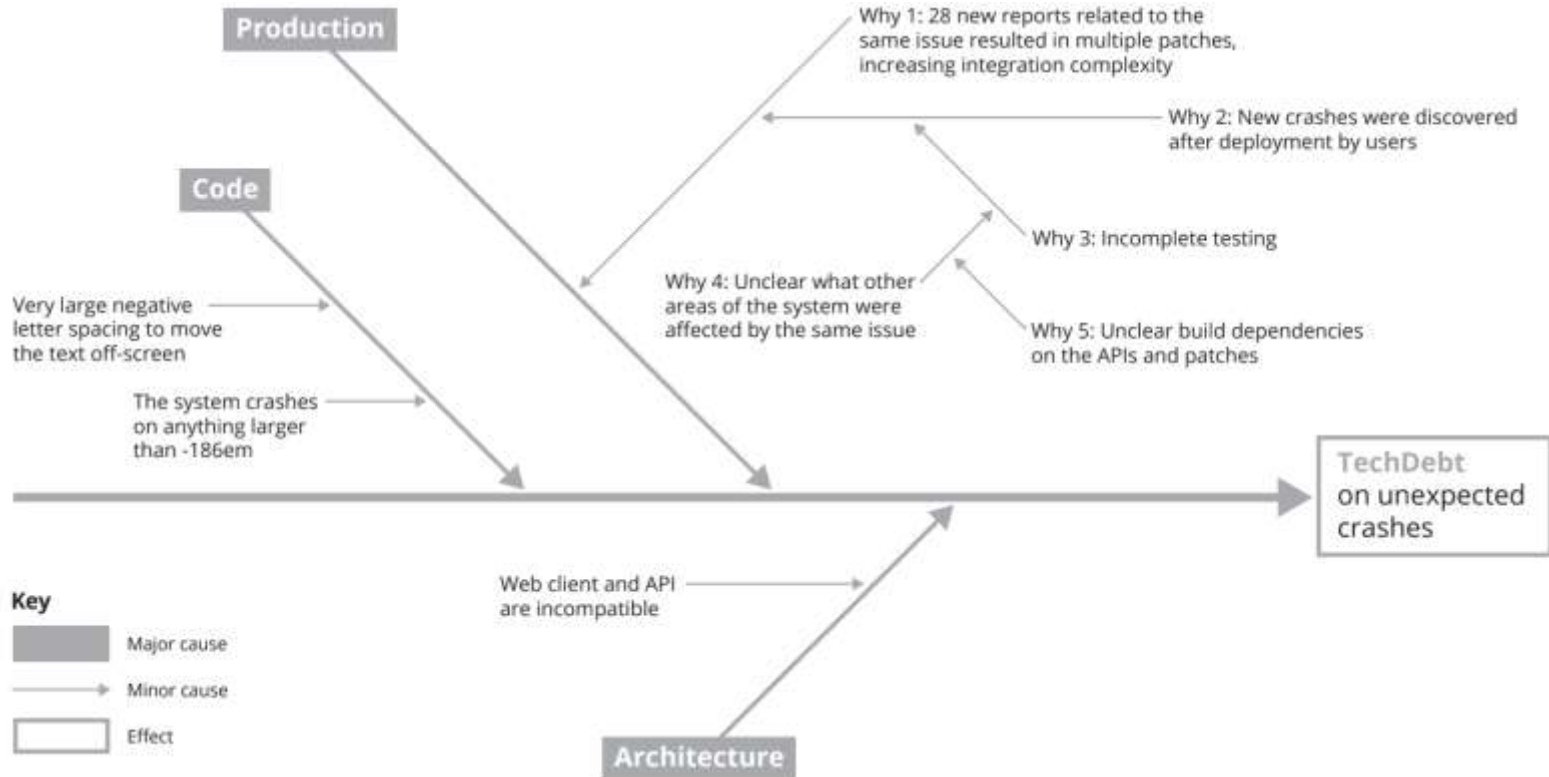 Production
Why 1: 28 new reports related to the
same issue resulted in multiple patches,
increasing integration complexity
Why 2: New crashes were discovered
after deployment by users
Code
Why 3: Incomplete testing
Why 4: Unclear what other
areas of the system were
affected by the same issue
Why 5: Unclear build dependencies
on the APIs and patches
Very large negative
letter spacing to move
the text off-screen
The system crashes
on anything larger
than -186em
TechDebt
on unexpected
crashes
Web client and API
are incompatible
Key
Major cause
Minor cause
Effect
Architecture